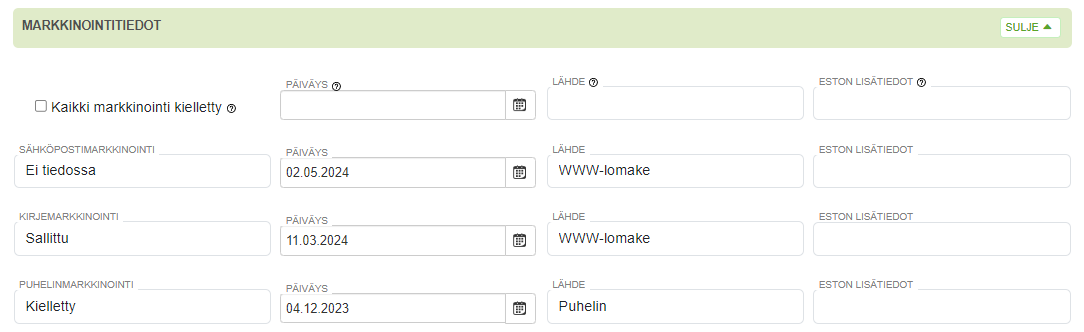 MARKKINOINTITIEDOT SULJE
PÄIVÄYS LÄHDE ESTON LISÄTIEDOT
Kaikki markkinointi kielletty
SÄHKÖPOSTIMARKKINOINTI PÄIVÄYS LÄHDE ESTON LISÄTIEDOT
Ei tiedossa 02.05.2024 WWW-lomake
KIRJEMARKKINOINTI PÄIVÄYS LÄHDE ESTON LISÄTIEDOT
Sallittu 11.03.2024 WWW-lomake
PUHELINMARKKINOINTI PÄIVÄYS LÄHDE ESTON LISÄTIEDOT
Kielletty 04.12.2023 Puhelin